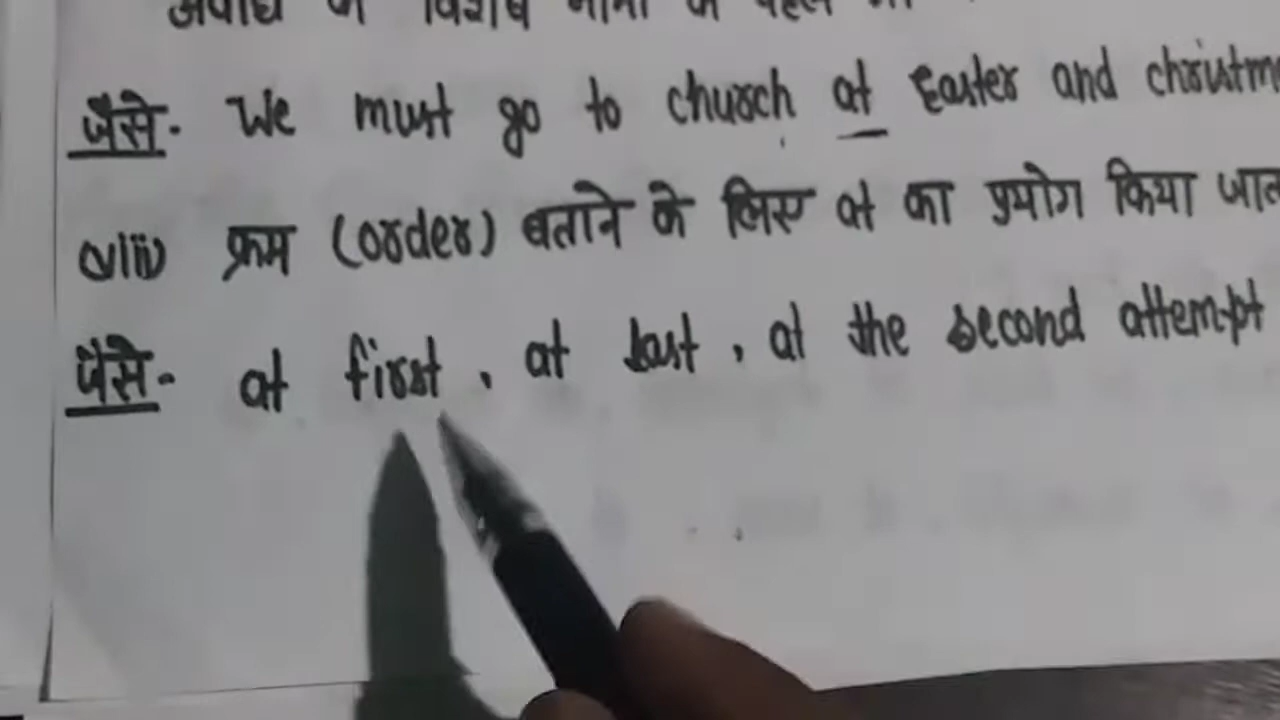 के विशेष नामों के पहले
जैसे- We must go to church at Easter and christm
(viii) क्रम (order) बताने के लिए at का प्रयोग किया जात
जैसे- at first, at last, at the second attempt